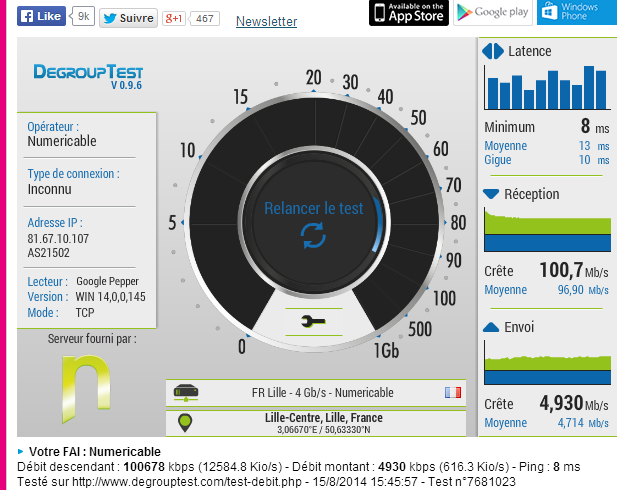 Like 9k
Suivre
g+1 467
Newsletter
Available on the
App Store
Google play
Download from
Windows
Phone
DEGROUPTEST
V 0.9.6
Opérateur :
Numericable
Type de connexion :
Inconnu
Adresse IP :
81.67.10.107
AS21502
Lecteur : Google Pepper
Version : WIN 14,0,0,145
Mode : TCP
Serveur fourni par :
n
0
5
10
15
20
30
40
50
60
70
80
90
100
500
1Gb
Relancer le test
FR Lille - 4 Gb/s - Numericable
Lille-Centre, Lille, France
3,06670°E / 50,63330°N
Latence
Minimum 8 ms
Moyenne 13 ms
Gigue 10 ms
Réception
Crête 100,7 Mb/s
Moyenne 96,90 Mb/s
Envoi
Crête 4,930 Mb/s
Moyenne 4,714 Mb/s
Votre FAI : Numericable
Débit descendant : 100678 kbps (12584.8 Kio/s) - Débit montant : 4930 kbps (616.3 Kio/s) - Ping : 8 ms
Testé sur http://www.degrouptest.com/test-debit.php - 15/8/2014 15:45:57 - Test n°7681023